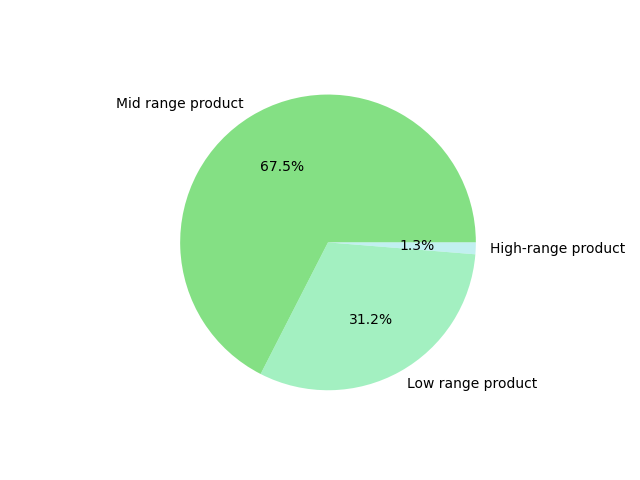 Mid range product
67.5%
1.3%
High-range product
31.2%
Low range product